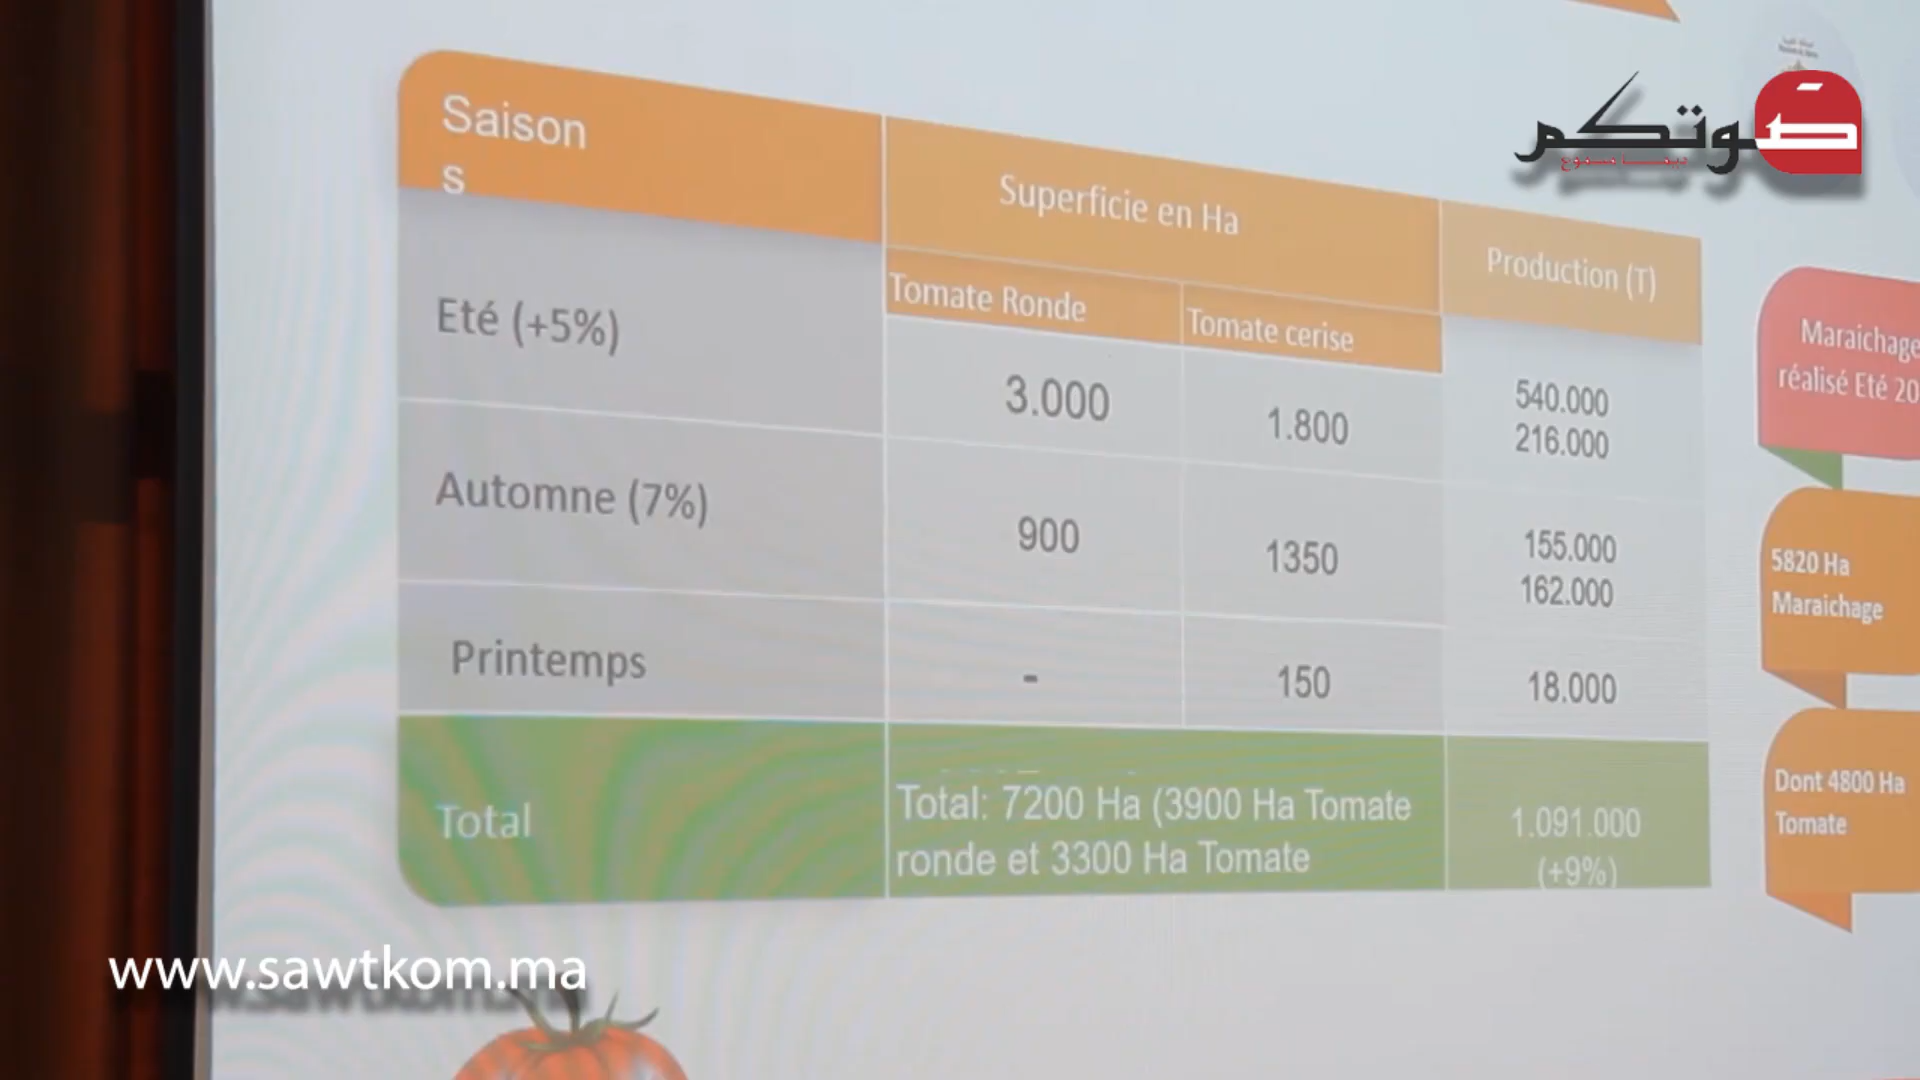 صوتكم
ديما مسموع
Saison
s
Superficie en Ha
Production (T)
Tomate Ronde
Tomate cerise
Eté (+5%)
3.000
1.800
540.000
216.000
Automne (7%)
900
1350
155.000
162.000
Printemps
-
150
18.000
Total
Total: 7200 Ha (3900 Ha Tomate
ronde et 3300 Ha Tomate
1.091.000
(+9%)
Maraichage
réalisé Eté 20
5820 Ha
Maraichage
Dont 4800 Ha
Tomate
www.sawtkom.ma